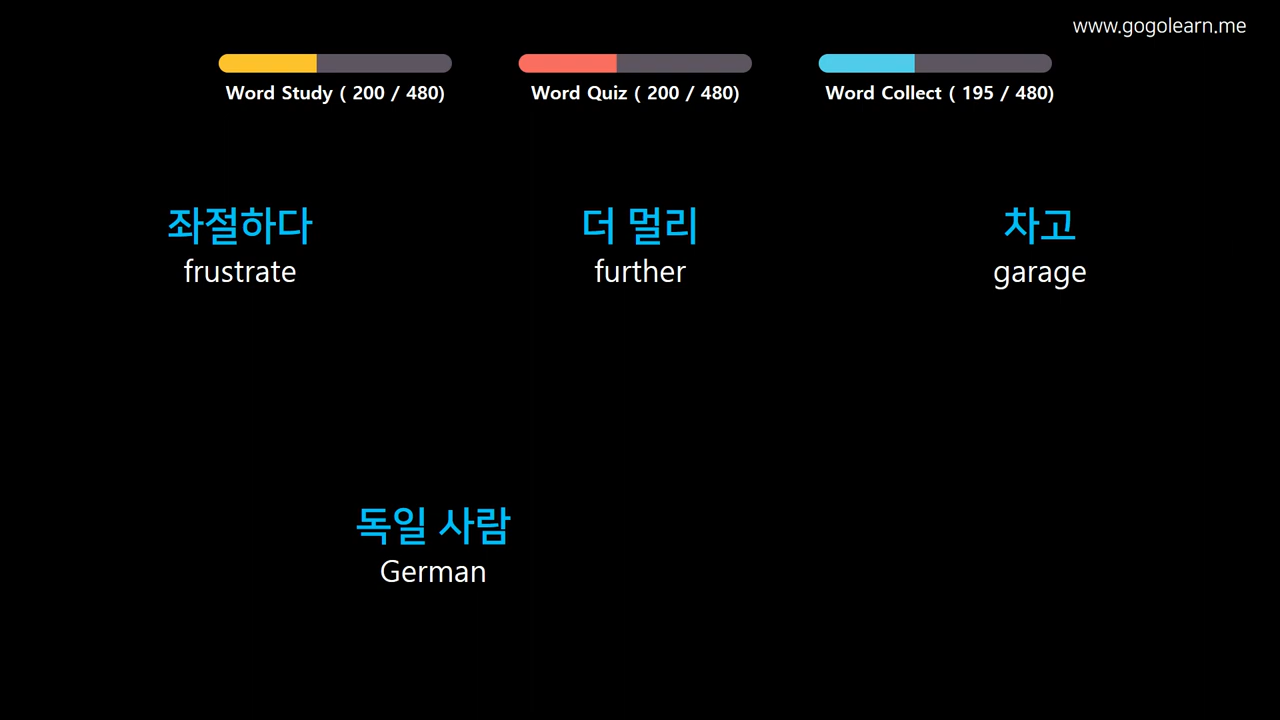 www.gogolearn.me
Word Study ( 200 / 480)
Word Quiz ( 200 / 480)
Word Collect ( 195 / 480)
좌절하다
frustrate
더 멀리
further
차고
garage
독일 사람
German